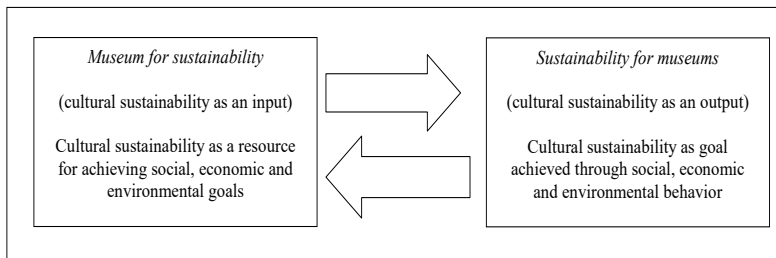 Museum for sustainability
(cultural sustainability as an input)
Cultural sustainability as a resource
for achieving social, economic and
environmental goals
Sustainability for museums
(cultural sustainability as an output)
Cultural sustainability as goal
achieved through social, economic
and environmental behavior